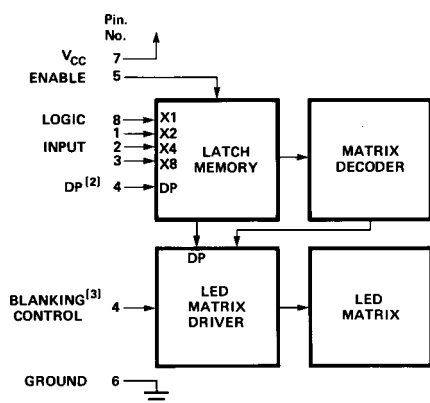 Pin.
No.
VCC 7
ENABLE 5
LOGIC 8 X1
1 X2
INPUT 2 X4
3 X8
DP[2] 4 DP
LATCH
MEMORY
MATRIX
DECODER
DP
BLANKING[3]
CONTROL 4
LED
MATRIX
DRIVER
LED
MATRIX
GROUND 6